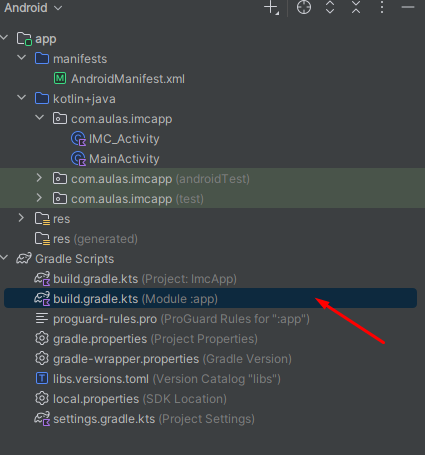 Android
app
manifests
AndroidManifest.xml
kotlin+java
com.aulas.imcapp
IMC_Activity
MainActivity
com.aulas.imcapp (androidTest)
com.aulas.imcapp (test)
res
res (generated)
Gradle Scripts
build.gradle.kts (Project: ImcApp)
build.gradle.kts (Module :app)
proguard-rules.pro (ProGuard Rules for ":app")
gradle.properties (Project Properties)
gradle-wrapper.properties (Gradle Version)
libs.versions.toml (Version Catalog "libs")
local.properties (SDK Location)
settings.gradle.kts (Project Settings)